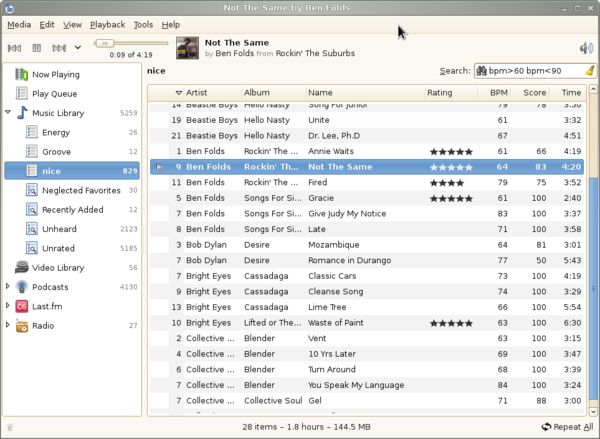 Not The Same by Ben Folds
Media Edit View Playback Tools Help
0:09 of 4:19
Not The Same
by Ben Folds from Rockin' The Suburbs
Now Playing
Play Queue
Music Library 5259
Energy 26
Groove 12
nice 829
Neglected Favorites 30
Recently Added 12
Unheard 2123
Unrated 5185
Video Library 56
Podcasts 4130
Last.fm
Radio 27
nice
Search: bpm>60 bpm<90
Artist Album Name Rating BPM Score Time
14 Beastie Boys Hello Nasty Song For Junior 79 78 3:50
19 Beastie Boys Hello Nasty Unite 61 3:32
21 Beastie Boys Hello Nasty Dr. Lee, Ph.D 67 4:51
1 Ben Folds Rockin' The ... Annie Waits ★★★★★ 61 66 4:19
9 Ben Folds Rockin' Th... Not The Same ★★★★★ 64 83 4:20
11 Ben Folds Rockin' The ... Fired ★★★★ 79 75 3:52
5 Ben Folds Songs For Si... Gracie ★★★★★ 61 100 2:40
7 Ben Folds Songs For Si... Give Judy My Notice 83 100 3:37
8 Ben Folds Songs For Si... Late 71 100 3:58
3 Bob Dylan Desire Mozambique 64 81 3:01
7 Bob Dylan Desire Romance in Durango 77 50 5:43
7 Bright Eyes Cassadaga Classic Cars 73 100 4:19
9 Bright Eyes Cassadaga Cleanse Song 74 100 3:29
13 Bright Eyes Cassadaga Lime Tree 66 100 5:54
10 Bright Eyes Lifted or The... Waste of Paint ★★★★★ 63 100 6:30
2 Collective ... Blender Vent 63 100 3:15
4 Collective ... Blender 10 Yrs Later 69 100 3:47
6 Collective ... Blender Turn Around 68 100 3:39
7 Collective ... Blender You Speak My Language 84 100 3:24
7 Collective ... Collective Soul Gel 71 88 3:00
28 items – 1.8 hours – 144.5 MB
Repeat All